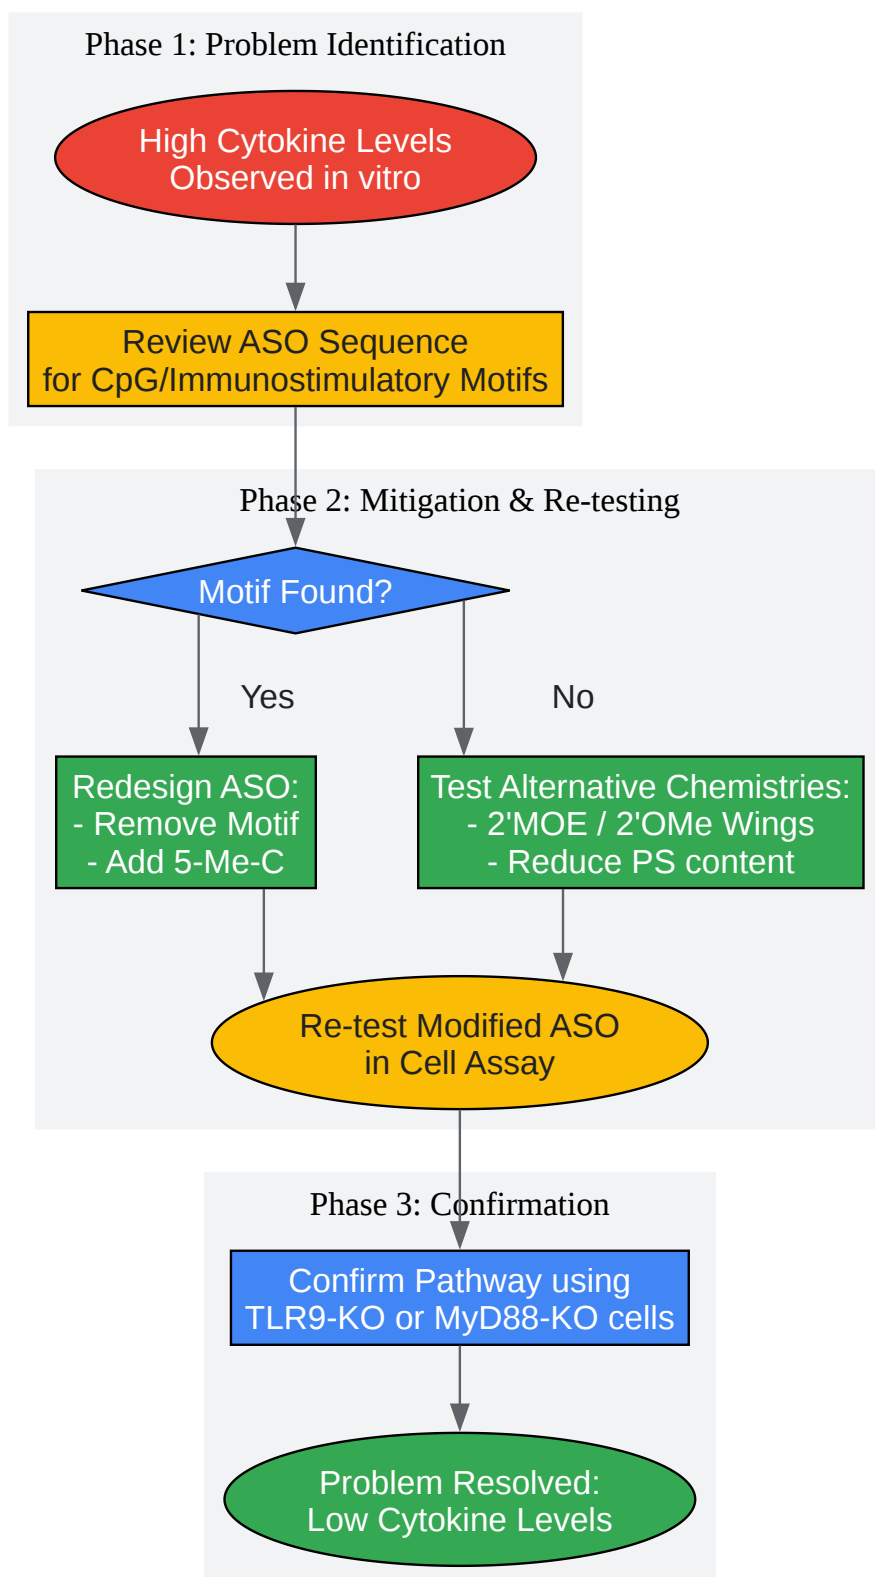 Phase 1: Problem Identification
High Cytokine Levels
Observed in vitro
Review ASO Sequence
for CpG/Immunostimulatory Motifs
Phase 2: Mitigation & Re-testing
Motif Found?
Yes
No
Redesign ASO:
- Remove Motif
- Add 5-Me-C
Test Alternative Chemistries:
- 2'MOE / 2'OMe Wings
- Reduce PS content
Re-test Modified ASO
in Cell Assay
Phase 3: Confirmation
Confirm Pathway using
TLR9-KO or MyD88-KO cells
Problem Resolved:
Low Cytokine Levels